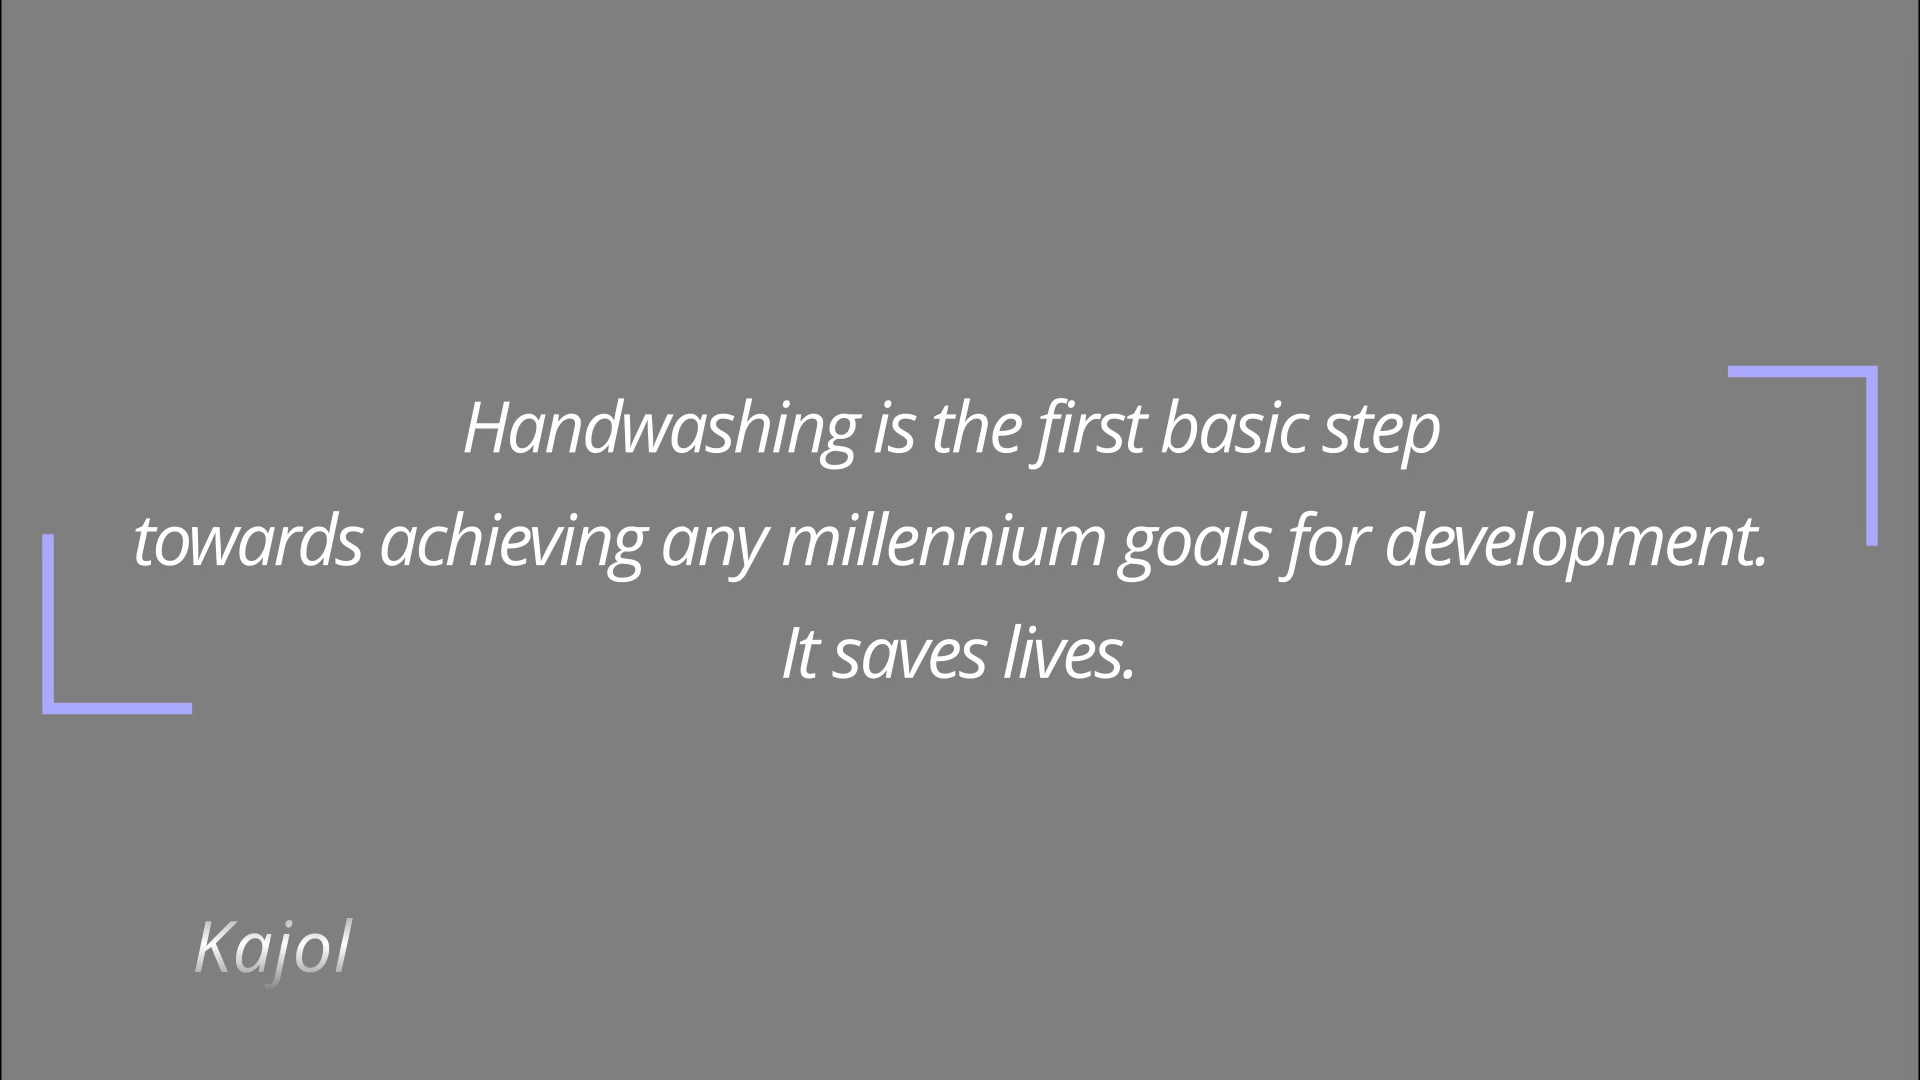 Handwashing is the first basic step
towards achieving any millennium goals for development.
It saves lives.
Kajol